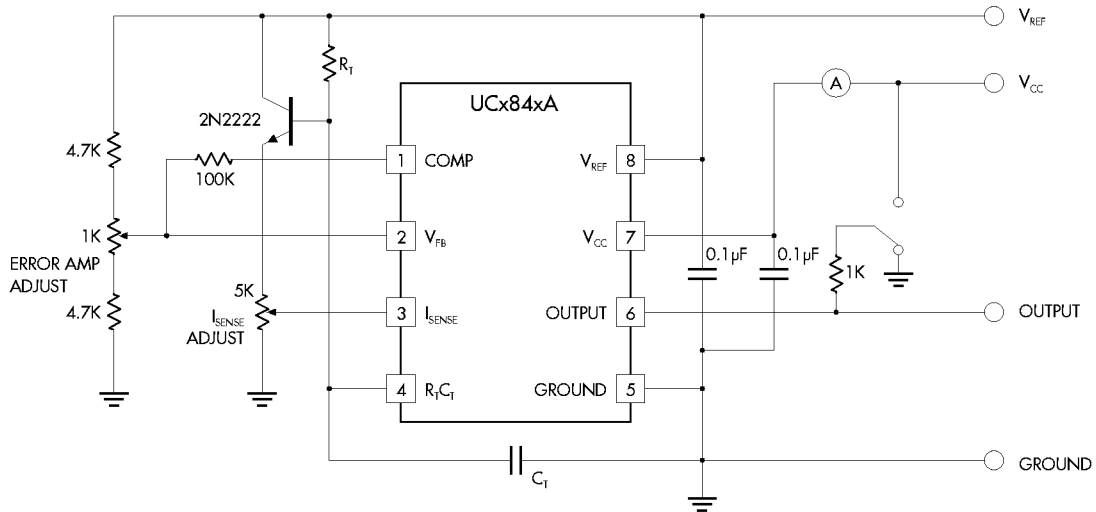 V_REF
A
V_CC
R_T
UCx84xA
2N2222
4.7K
100K
1 COMP
V_REF 8
1K
ERROR AMP
ADJUST
2 V_FB
V_CC 7
0.1µF
0.1µF
1K
4.7K
5K
I_SENSE
ADJUST
3 I_SENSE
OUTPUT 6
OUTPUT
4 R_TC_T
GROUND 5
C_T
GROUND